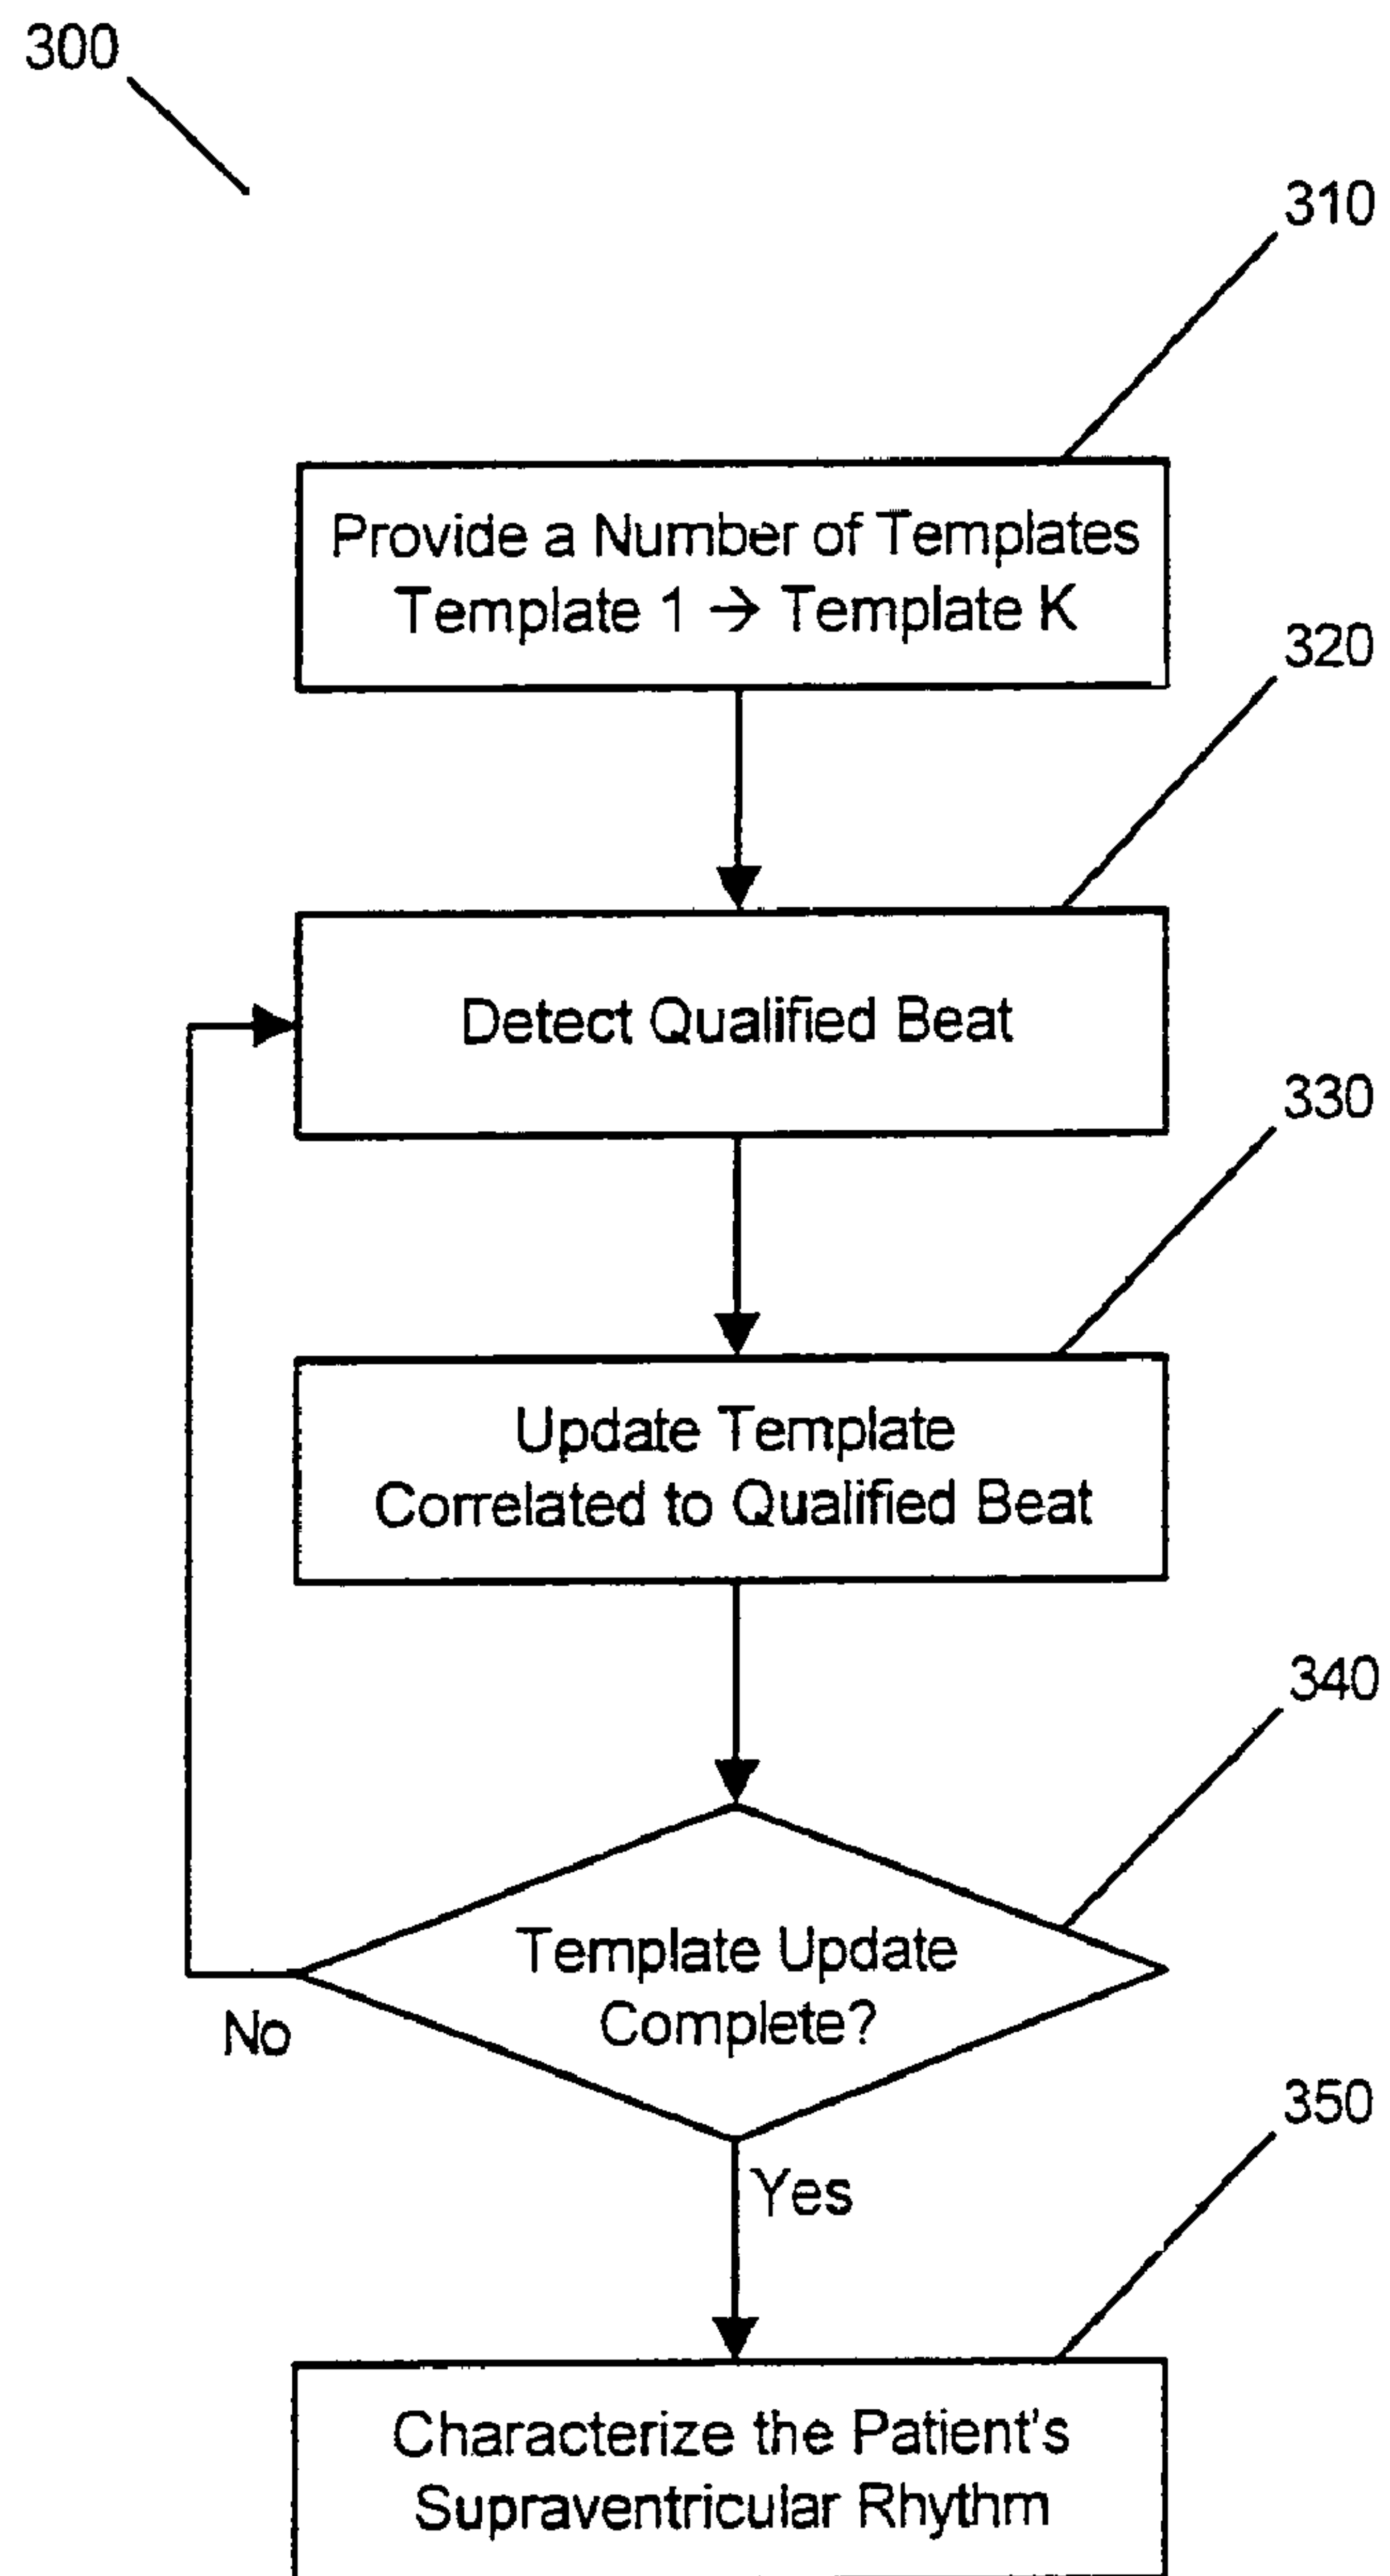 300
310
Provide a Number of Templates
Template 1 → Template K
320
Detect Qualified Beat
330
Update Template
Correlated to Qualified Beat
340
Template Update
Complete?
No
Yes
350
Characterize the Patient's
Supraventricular Rhythm